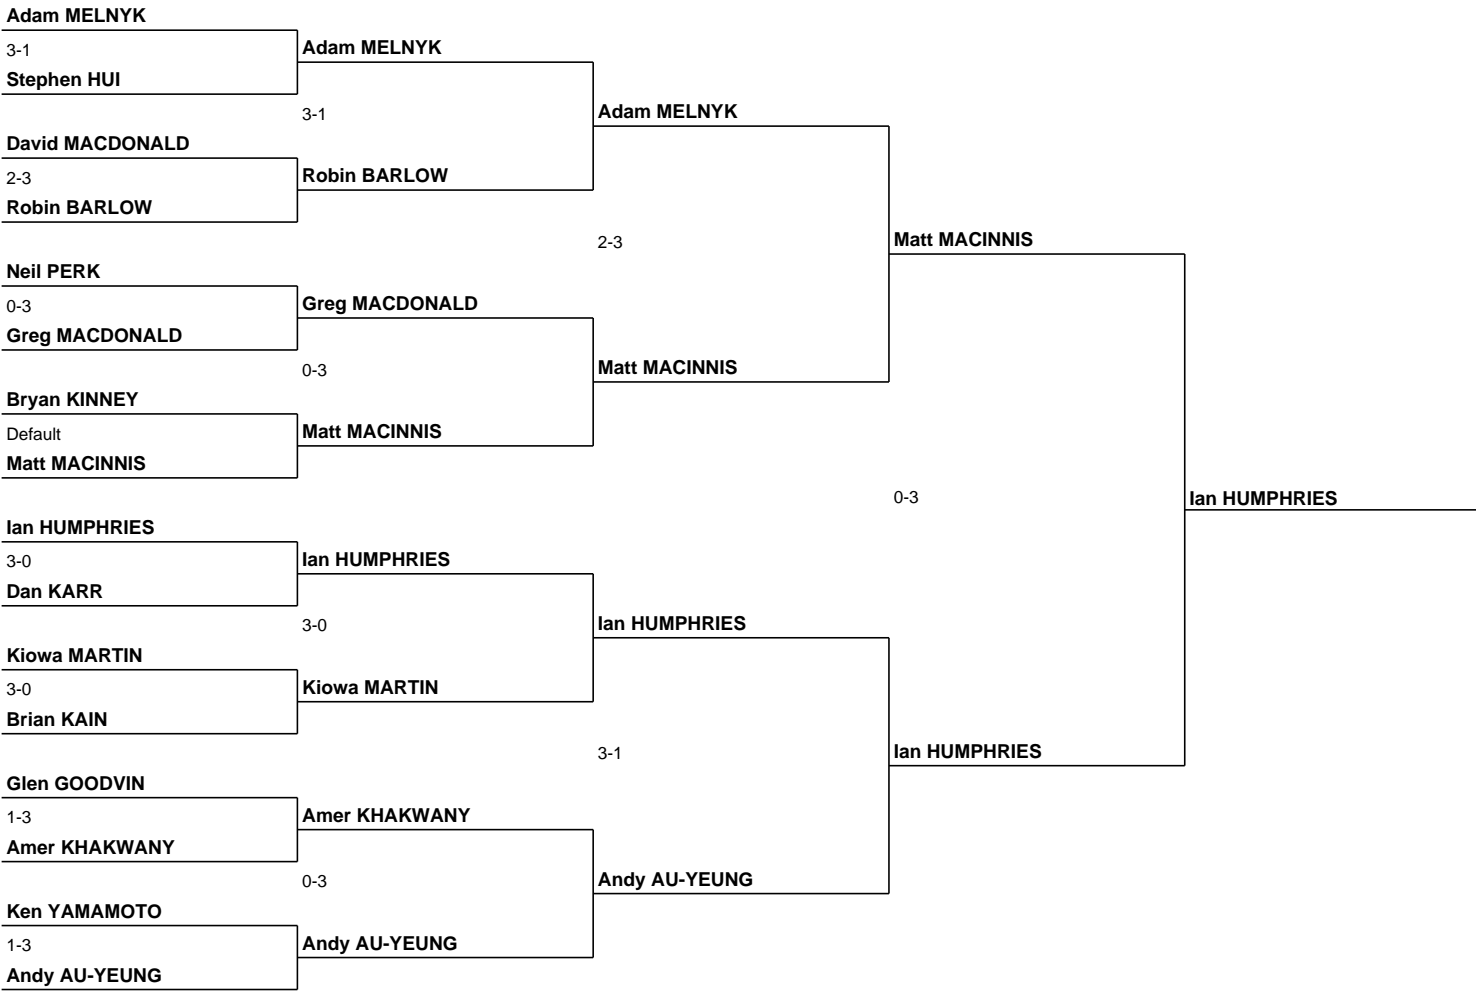 Adam MELNYK
3-1
Stephen HUI
David MACDONALD
2-3
Robin BARLOW
Neil PERK
0-3
Greg MACDONALD
Bryan KINNEY
Default
Matt MACINNIS
Ian HUMPHRIES
3-0
Dan KARR
Kiowa MARTIN
3-0
Brian KAIN
Glen GOODVIN
1-3
Amer KHAKWANY
Ken YAMAMOTO
1-3
Andy AU-YEUNG
Adam MELNYK
3-1
Robin BARLOW
Greg MACDONALD
0-3
Matt MACINNIS
Ian HUMPHRIES
3-0
Kiowa MARTIN
Amer KHAKWANY
0-3
Andy AU-YEUNG
Adam MELNYK
2-3
Matt MACINNIS
Ian HUMPHRIES
3-1
Andy AU-YEUNG
Matt MACINNIS
0-3
Ian HUMPHRIES
Ian HUMPHRIES